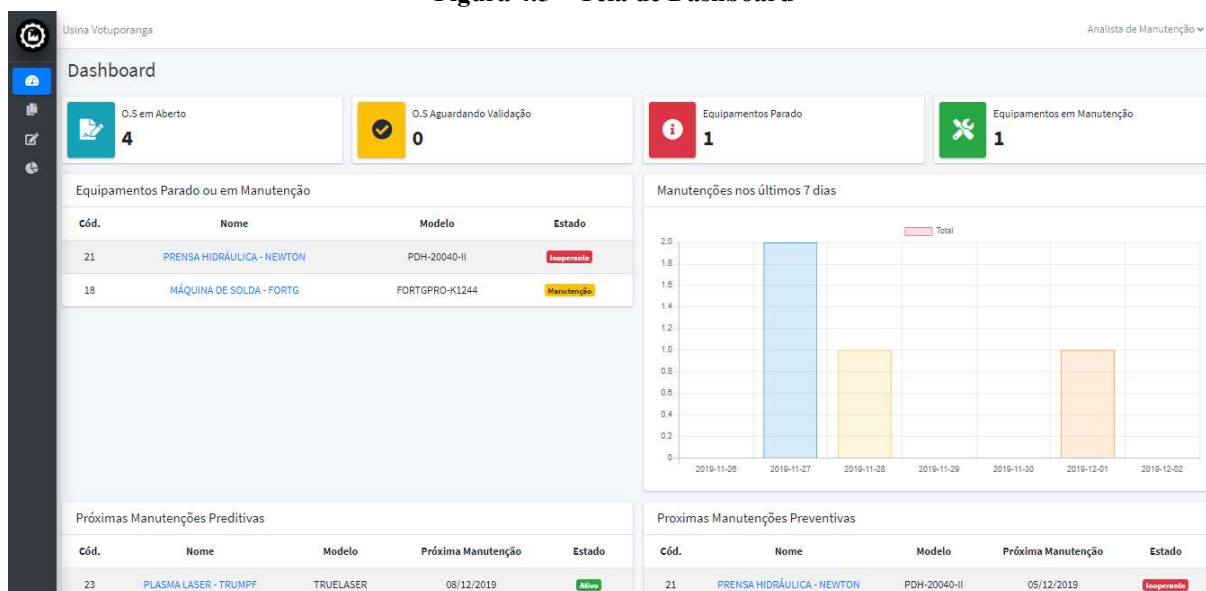 Usina Votuporanga
Analista de Manutenção
Dashboard
O.S em Aberto
4
O.S Aguardando Validação
0
Equipamentos Parado
1
Equipamentos em Manutenção
1
Equipamentos Parado ou em Manutenção
Cód. Nome Modelo Estado
21 PRENSA HIDRÁULICA - NEWTON PDH-20040-II Inoperante
18 MÁQUINA DE SOLDA - FORTG FORTGPRO-K1244 Manutenção
Manutenções nos últimos 7 dias
Total
2.0
1.8
1.6
1.4
1.2
1.0
0.8
0.6
0.4
0.2
0
2019-11-26 2019-11-27 2019-11-28 2019-11-29 2019-11-30 2019-12-01 2019-12-02
Próximas Manutenções Preditivas
Cód. Nome Modelo Próxima Manutenção Estado
23 PLASMA LASER - TRUMPF TRUELASER 08/12/2019 Ativo
Proximas Manutenções Preventivas
Cód. Nome Modelo Próxima Manutenção Estado
21 PRENSA HIDRÁULICA - NEWTON PDH-20040-II 05/12/2019 Inoperante